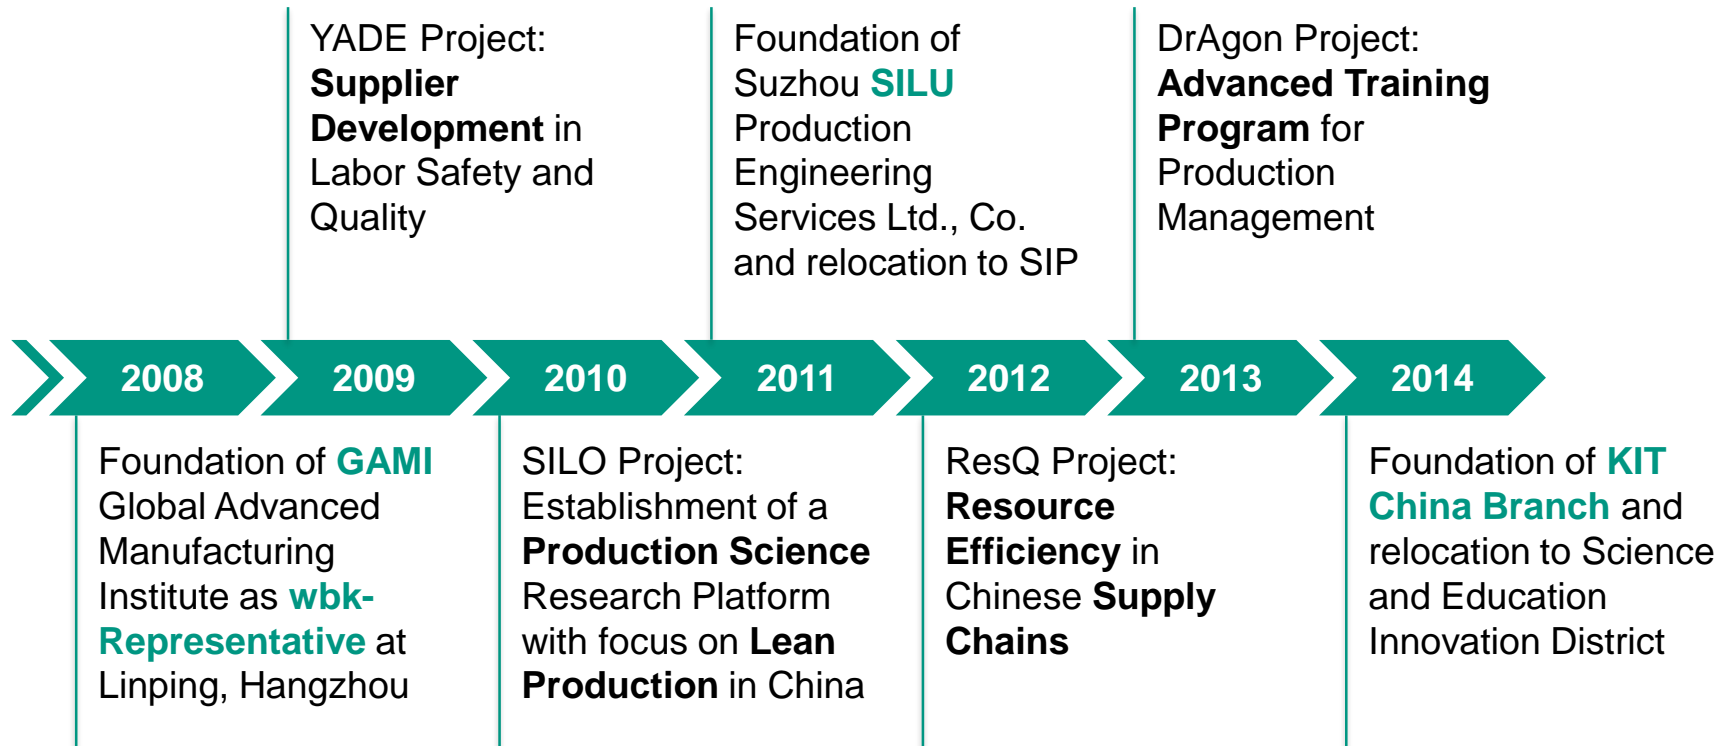 YADE Project:
Supplier
Development in
Labor Safety and
Quality
Foundation of
Suzhou SILU
Production
Engineering
Services Ltd., Co.
and relocation to SIP
DrAgon Project:
Advanced Training
Program for
Production
Management
2008
2009
2010
2011
2012
2013
2014
Foundation of GAMI
Global Advanced
Manufacturing
Institute as wbk-
Representative at
Linping, Hangzhou
SILO Project:
Establishment of a
Production Science
Research Platform
with focus on Lean
Production in China
ResQ Project:
Resource
Efficiency in
Chinese Supply
Chains
Foundation of KIT
China Branch and
relocation to Science
and Education
Innovation District